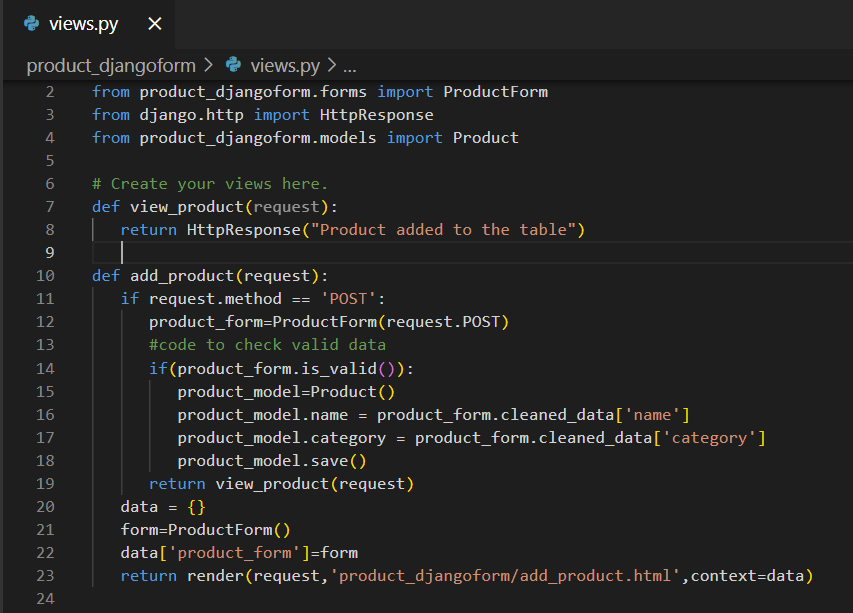 views.py ×
product_djangoform > views.py > ...
2 from product_djangoform.forms import ProductForm
3 from django.http import HttpResponse
4 from product_djangoform.models import Product
5
6 # Create your views here.
7 def view_product(request):
8    return HttpResponse("Product added to the table")
9
10 def add_product(request):
11    if request.method == 'POST':
12       product_form=ProductForm(request.POST)
13       #code to check valid data
14       if(product_form.is_valid()):
15          product_model=Product()
16          product_model.name = product_form.cleaned_data['name']
17          product_model.category = product_form.cleaned_data['category']
18          product_model.save()
19       return view_product(request)
20    data = {}
21    form=ProductForm()
22    data['product_form']=form
23    return render(request,'product_djangoform/add_product.html',context=data)
24